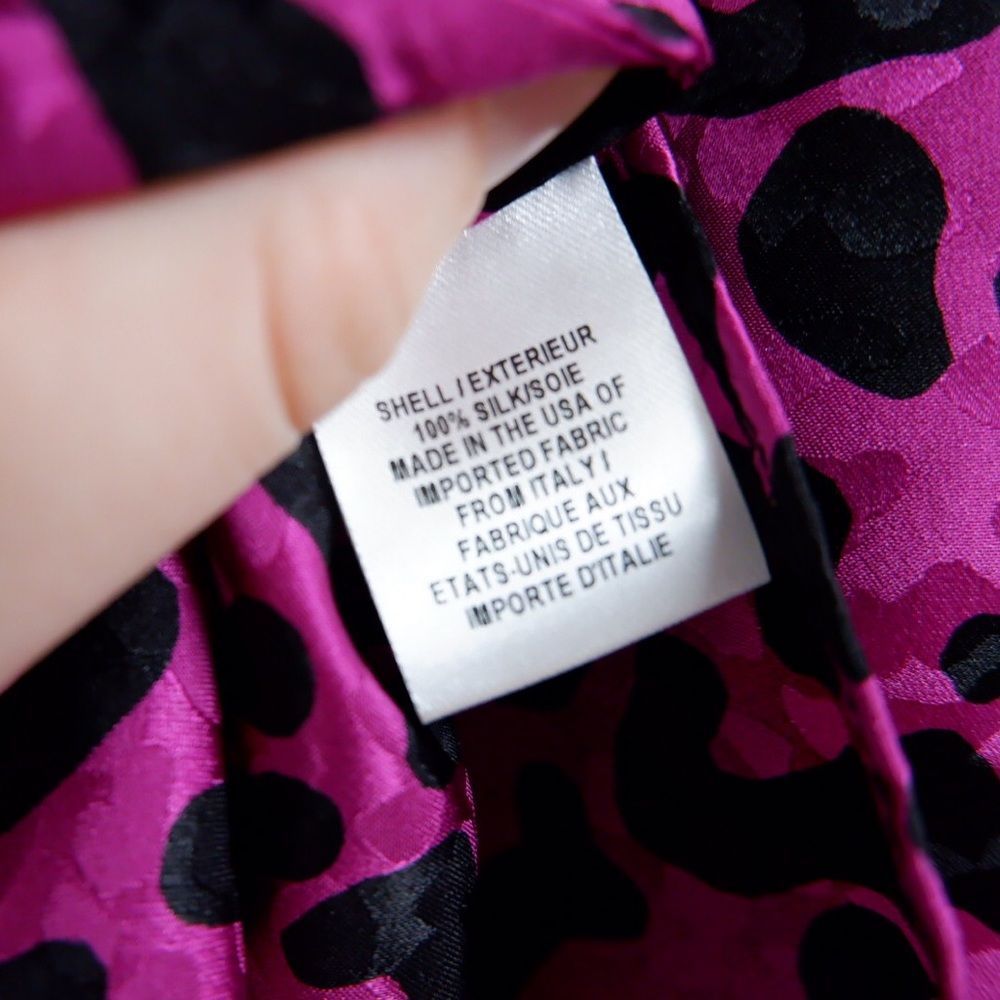 SHELL / EXTERIEUR
100% SILK/SOIE
MADE IN THE USA OF
IMPORTED FABRIC
FROM ITALY /
FABRIQUE AUX
ETATS-UNIS DE TISSU
IMPORTE D'ITALIE